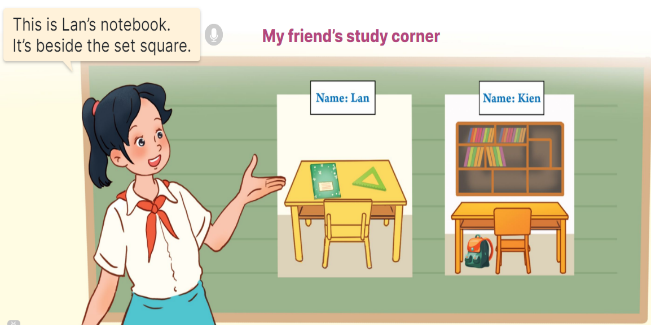 This is Lan's notebook.
It's beside the set square.
My friend's study corner
Name: Lan
Name: Kien